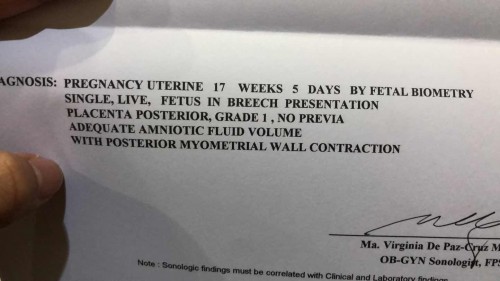 AGNOSIS: PREGNANCY UTERINE 17 WEEKS 5 DAYS BY FETAL BIOMETRY
SINGLE, LIVE, FETUS IN BREECH PRESENTATION
PLACENTA POSTERIOR, GRADE 1 , NO PREVIA
ADEQUATE AMNIOTIC FLUID VOLUME
WITH POSTERIOR MYOMETRIAL WALL CONTRACTION
Ma. Virginia De Paz-Cruz M
OB-GYN Sonologist, FPS
Note : Sonologic findings must be correlated with Clinical and Laboratory findings